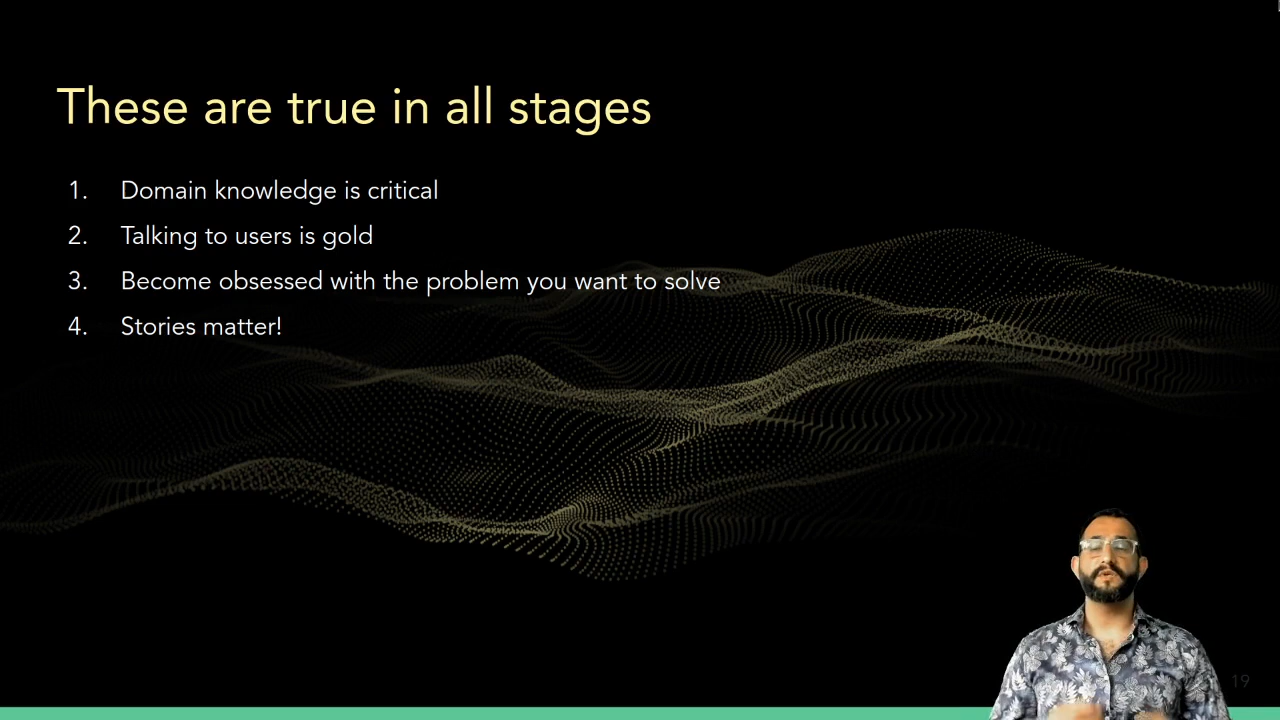 These are true in all stages
1. Domain knowledge is critical
2. Talking to users is gold
3. Become obsessed with the problem you want to solve
4. Stories matter!
19